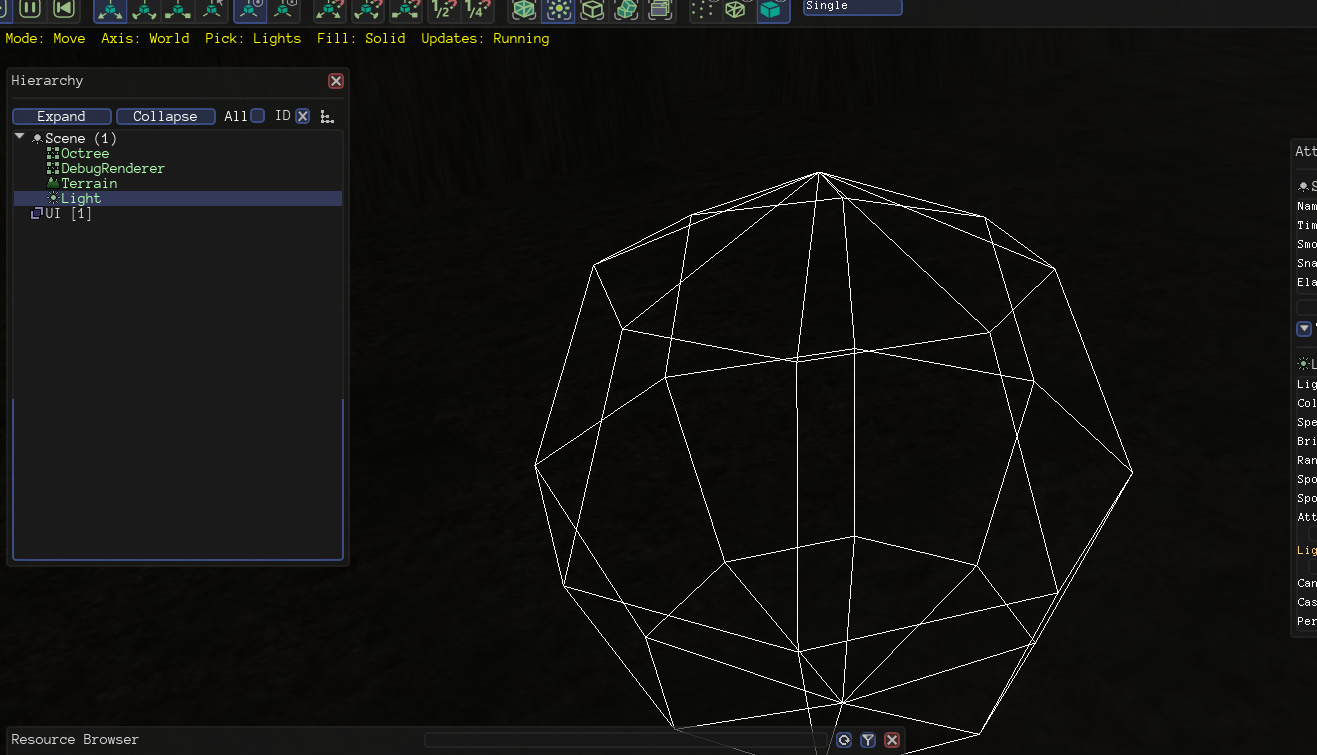 1/2? 1/4?
Single
Mode: Move Axis: World Pick: Lights Fill: Solid Updates: Running
Hierarchy
Expand Collapse All ID
Scene (1)
Octree
DebugRenderer
Terrain
Light
UI [1]
Att
S
Nam
Tim
Smo
Sna
Ela
L
Lig
Col
Spe
Bri
Ran
Spo
Spo
Att
Lig
Can
Cas
Per
Resource Browser